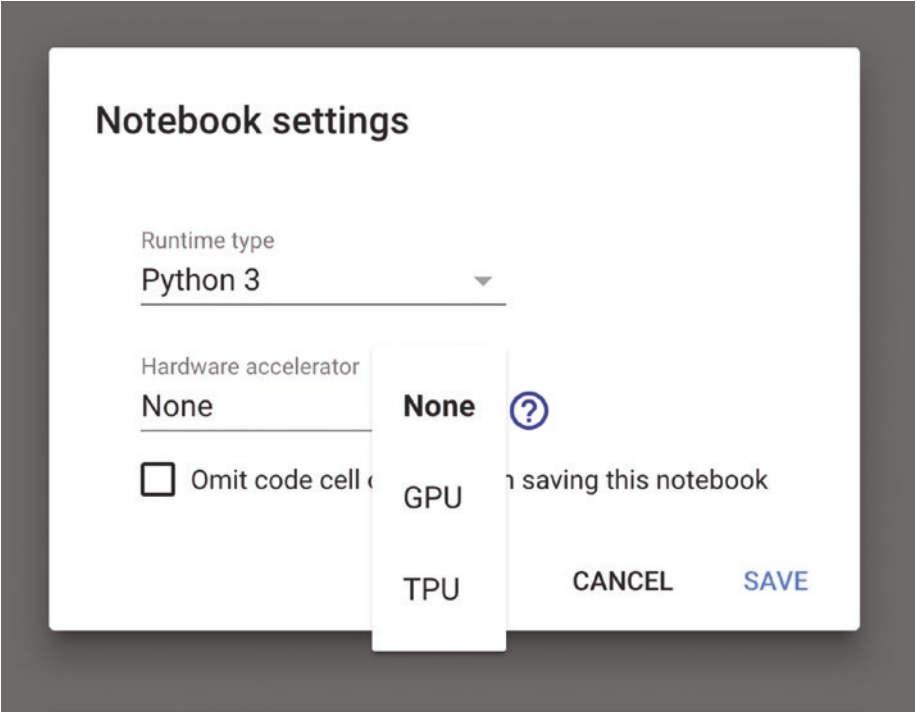 Notebook settings
Runtime type
Python 3
Hardware accelerator
None
None
GPU
TPU
Omit code cell saving this notebook
CANCEL
SAVE